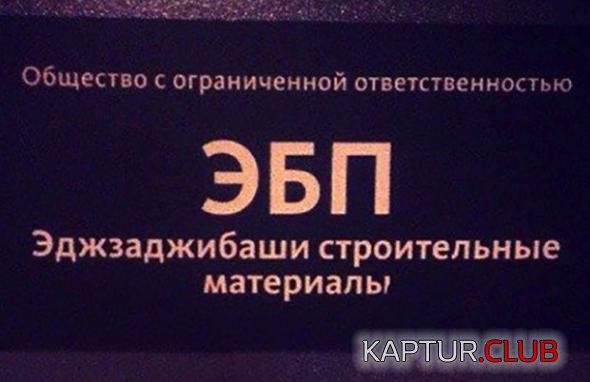 Общество с ограниченной ответственностью
ЭБП
Эджзаджибаши строительные
материалы
KAPTUR.CLUB